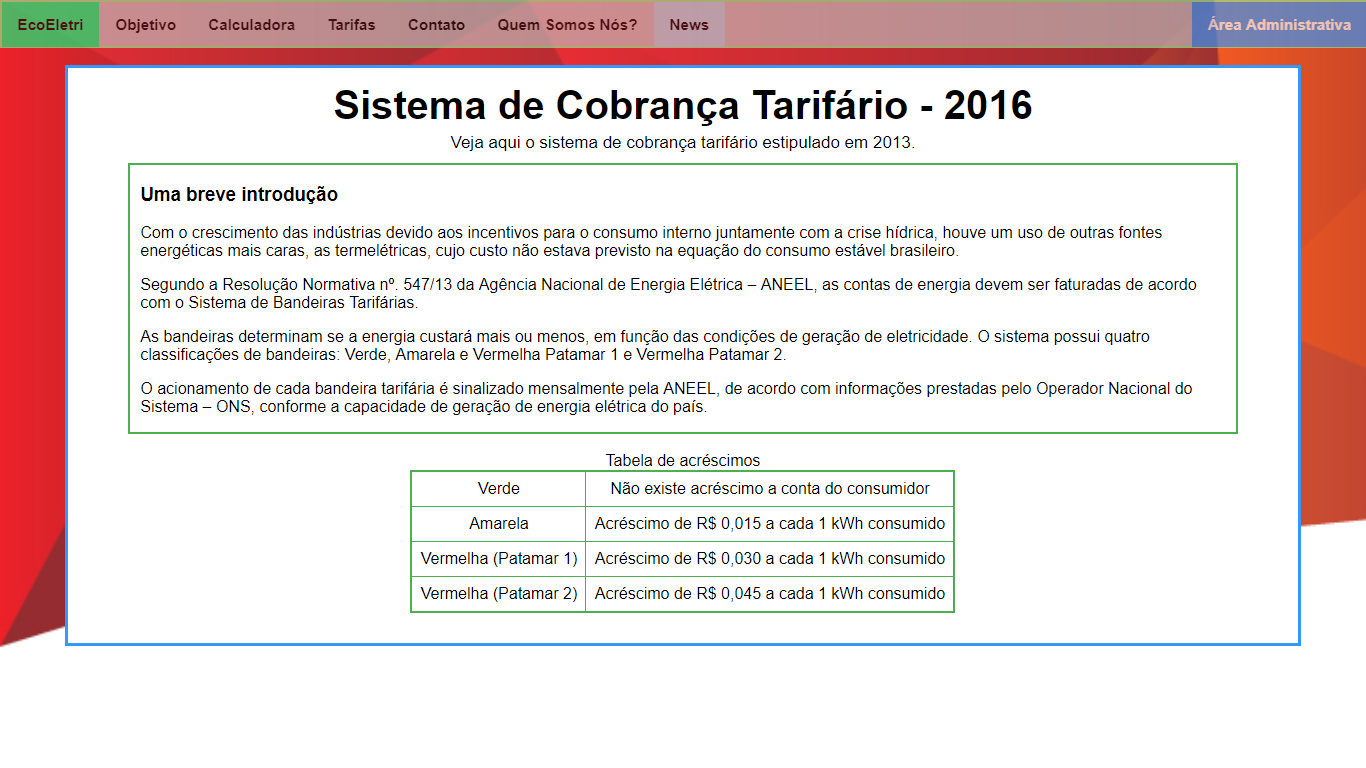 EcoEletri Objetivo Calculadora Tarifas Contato Quem Somos Nós? News Área Administrativa
Sistema de Cobrança Tarifário - 2016
Veja aqui o sistema de cobrança tarifário estipulado em 2013.
Uma breve introdução
Com o crescimento das indústrias devido aos incentivos para o consumo interno juntamente com a crise hídrica, houve um uso de outras fontes
energéticas mais caras, as termelétricas, cujo custo não estava previsto na equação do consumo estável brasileiro.
Segundo a Resolução Normativa nº. 547/13 da Agência Nacional de Energia Elétrica – ANEEL, as contas de energia devem ser faturadas de acordo
com o Sistema de Bandeiras Tarifárias.
As bandeiras determinam se a energia custará mais ou menos, em função das condições de geração de eletricidade. O sistema possui quatro
classificações de bandeiras: Verde, Amarela e Vermelha Patamar 1 e Vermelha Patamar 2.
O acionamento de cada bandeira tarifária é sinalizado mensalmente pela ANEEL, de acordo com informações prestadas pelo Operador Nacional do
Sistema – ONS, conforme a capacidade de geração de energia elétrica do país.
Tabela de acréscimos
Verde Não existe acréscimo a conta do consumidor
Amarela Acréscimo de R$ 0,015 a cada 1 kWh consumido
Vermelha (Patamar 1) Acréscimo de R$ 0,030 a cada 1 kWh consumido
Vermelha (Patamar 2) Acréscimo de R$ 0,045 a cada 1 kWh consumido